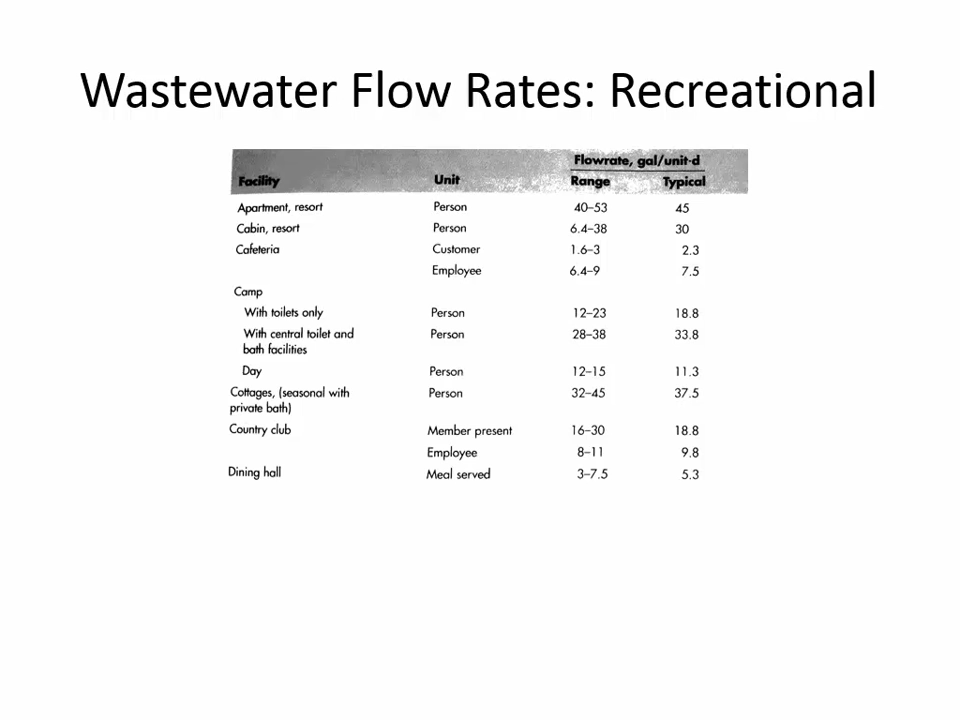 Wastewater Flow Rates: Recreational
Flowrate, gal/unit·d
Facility Unit Range Typical
Apartment, resort Person 40–53 45
Cabin, resort Person 6.4–38 30
Cafeteria Customer 1.6–3 2.3
Employee 6.4–9 7.5
Camp
With toilets only Person 12–23 18.8
With central toilet and Person 28–38 33.8
bath facilities
Day Person 12–15 11.3
Cottages, (seasonal with Person 32–45 37.5
private bath)
Country club Member present 16–30 18.8
Employee 8–11 9.8
Dining hall Meal served 3–7.5 5.3